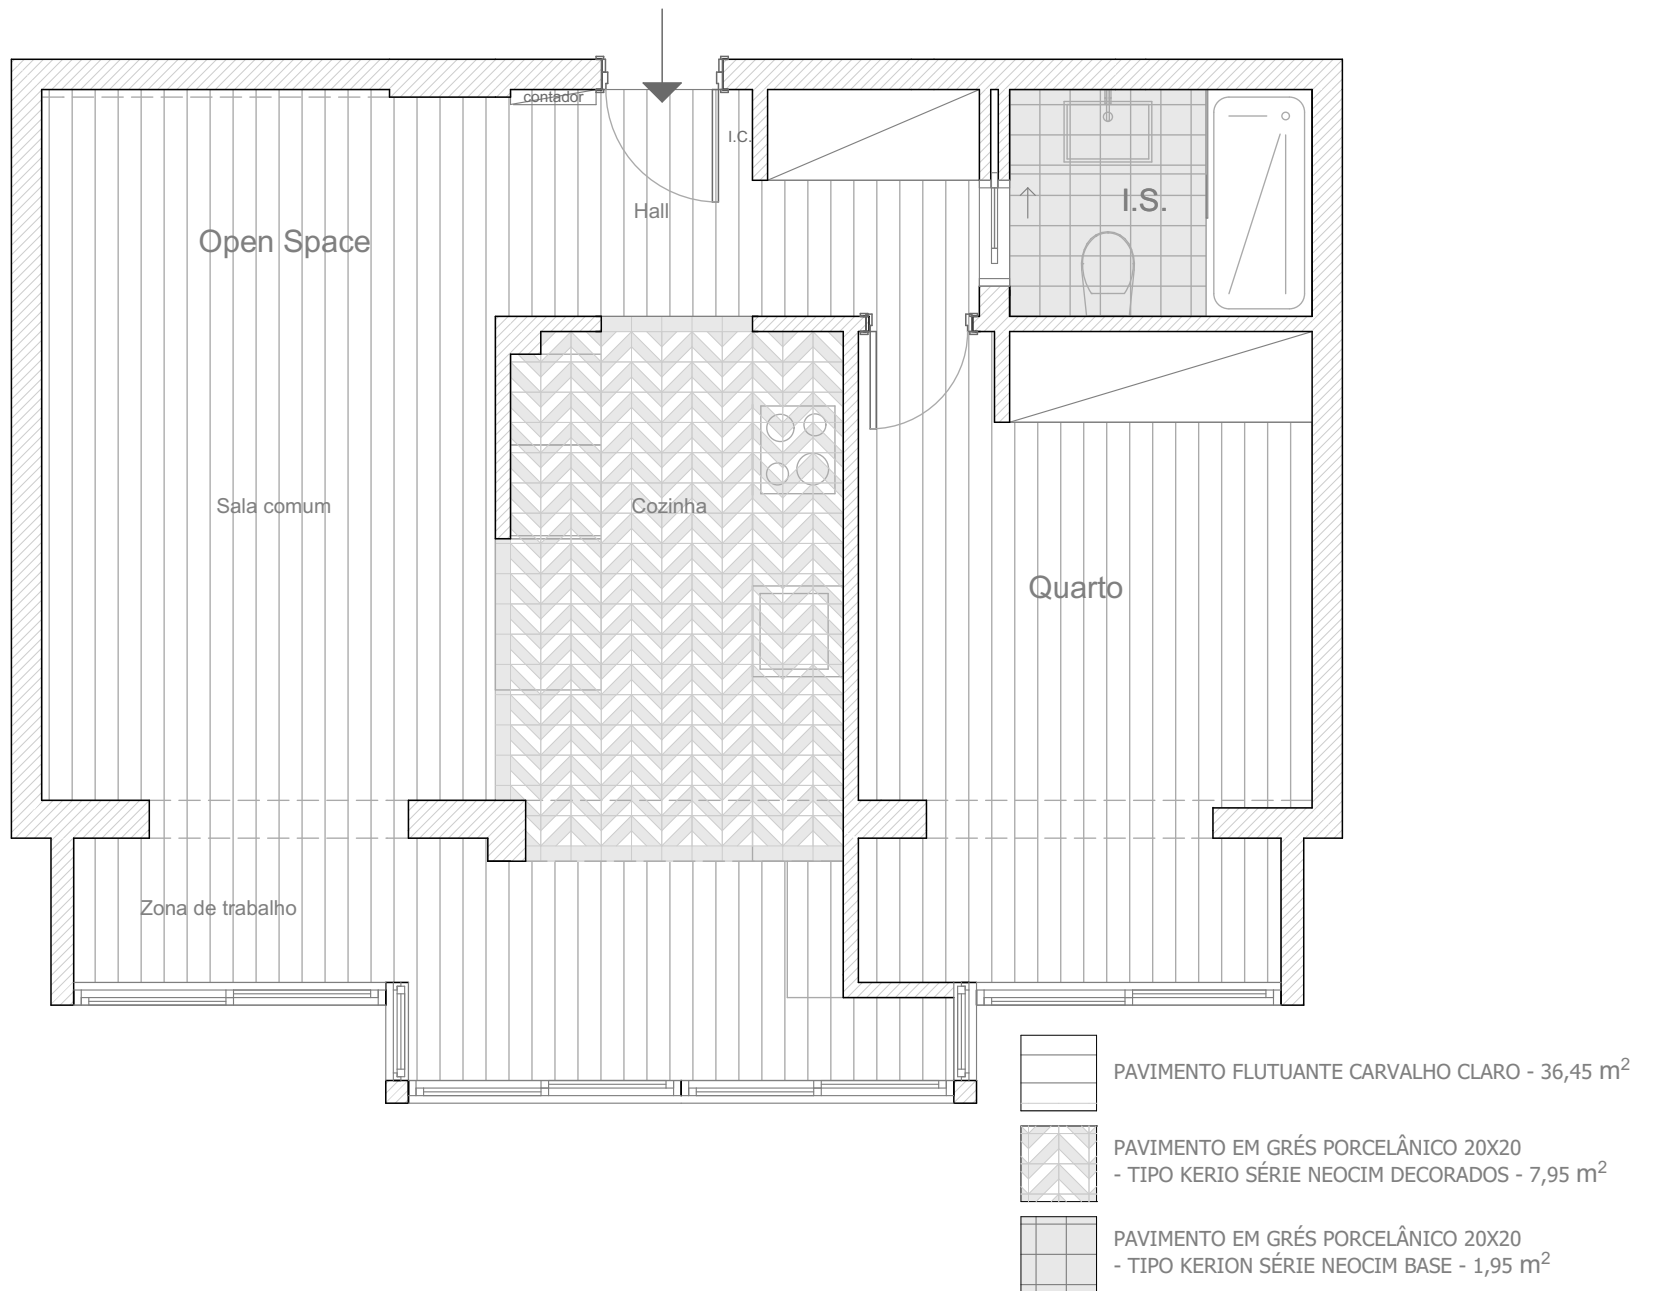 contador
I.C.
I.S.
Hall
Open Space
Sala comum
Cozinha
Quarto
Zona de trabalho
PAVIMENTO FLUTUANTE CARVALHO CLARO - 36,45 m²
PAVIMENTO EM GRÉS PORCELÂNICO 20X20
- TIPO KERIO SÉRIE NEOCIM DECORADOS - 7,95 m²
PAVIMENTO EM GRÉS PORCELÂNICO 20X20
- TIPO KERION SÉRIE NEOCIM BASE - 1,95 m²